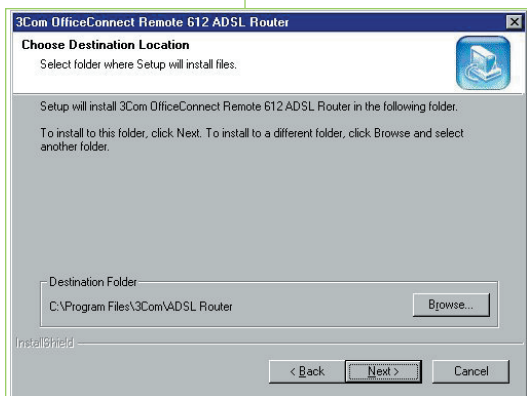 3Com OfficeConnect Remote 612 ADSL Router
Choose Destination Location
Select folder where Setup will install files.
Setup will install 3Com OfficeConnect Remote 612 ADSL Router in the following folder.
To install to this folder, click Next. To install to a different folder, click Browse and select
another folder.
Destination Folder
C:\Program Files\3Com\ADSL Router
Browse...
InstallShield
< Back
Next >
Cancel